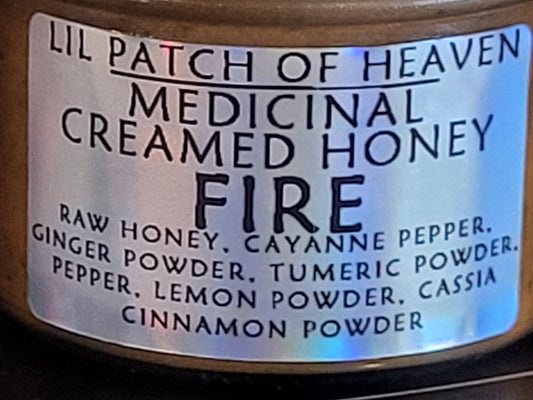 LIL PATCH OF HEAVEN
MEDICINAL
CREAMED HONEY
FIRE
RAW HONEY, CAYANNE PEPPER,
GINGER POWDER, TUMERIC POWDER,
PEPPER, LEMON POWDER, CASSIA
CINNAMON POWDER